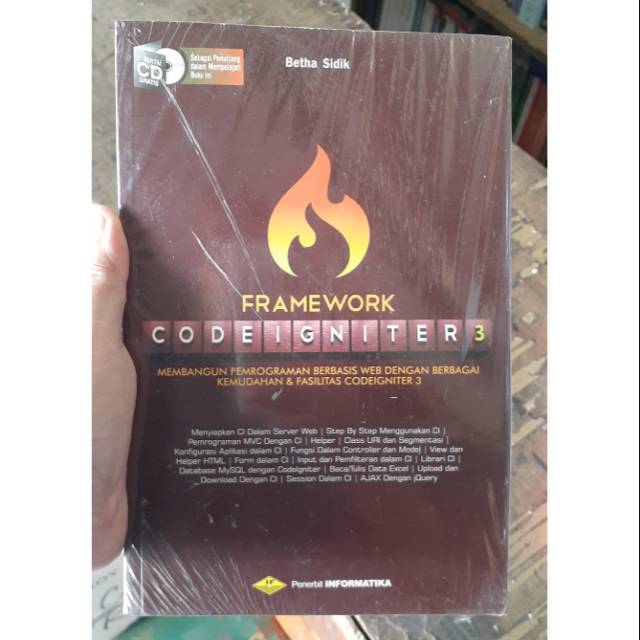 BERTAI
CD
GRATIS
Sebagai Penunjang
dalam Mempelajari
Buku Ini
Betha Sidik
FRAMEWORK
CODEIGNITER 3
MEMBANGUN PEMROGRAMAN BERBASIS WEB DENGAN BERBAGAI
KEMUDAHAN & FASILITAS CODEIGNITER 3
Menyiapkan CI Dalam Server Web | Step By Step Menggunakan CI |
Pemrograman MVC Dengan CI | Helper | Class URI dan Segmentasi |
Konfigurasi Aplikasi dalam CI | Fungsi Dalam Controller dan Model | View dan
Helper HTML | Form dalam CI | Input dan Pemfilteran dalam CI | Librari CI |
Database MySQL dengan CodeIgniter | Baca/Tulis Data Excel | Upload dan
Download Dengan CI | Session Dalam CI | AJAX Dengan jQuery
IF
Penerbit INFORMATIKA